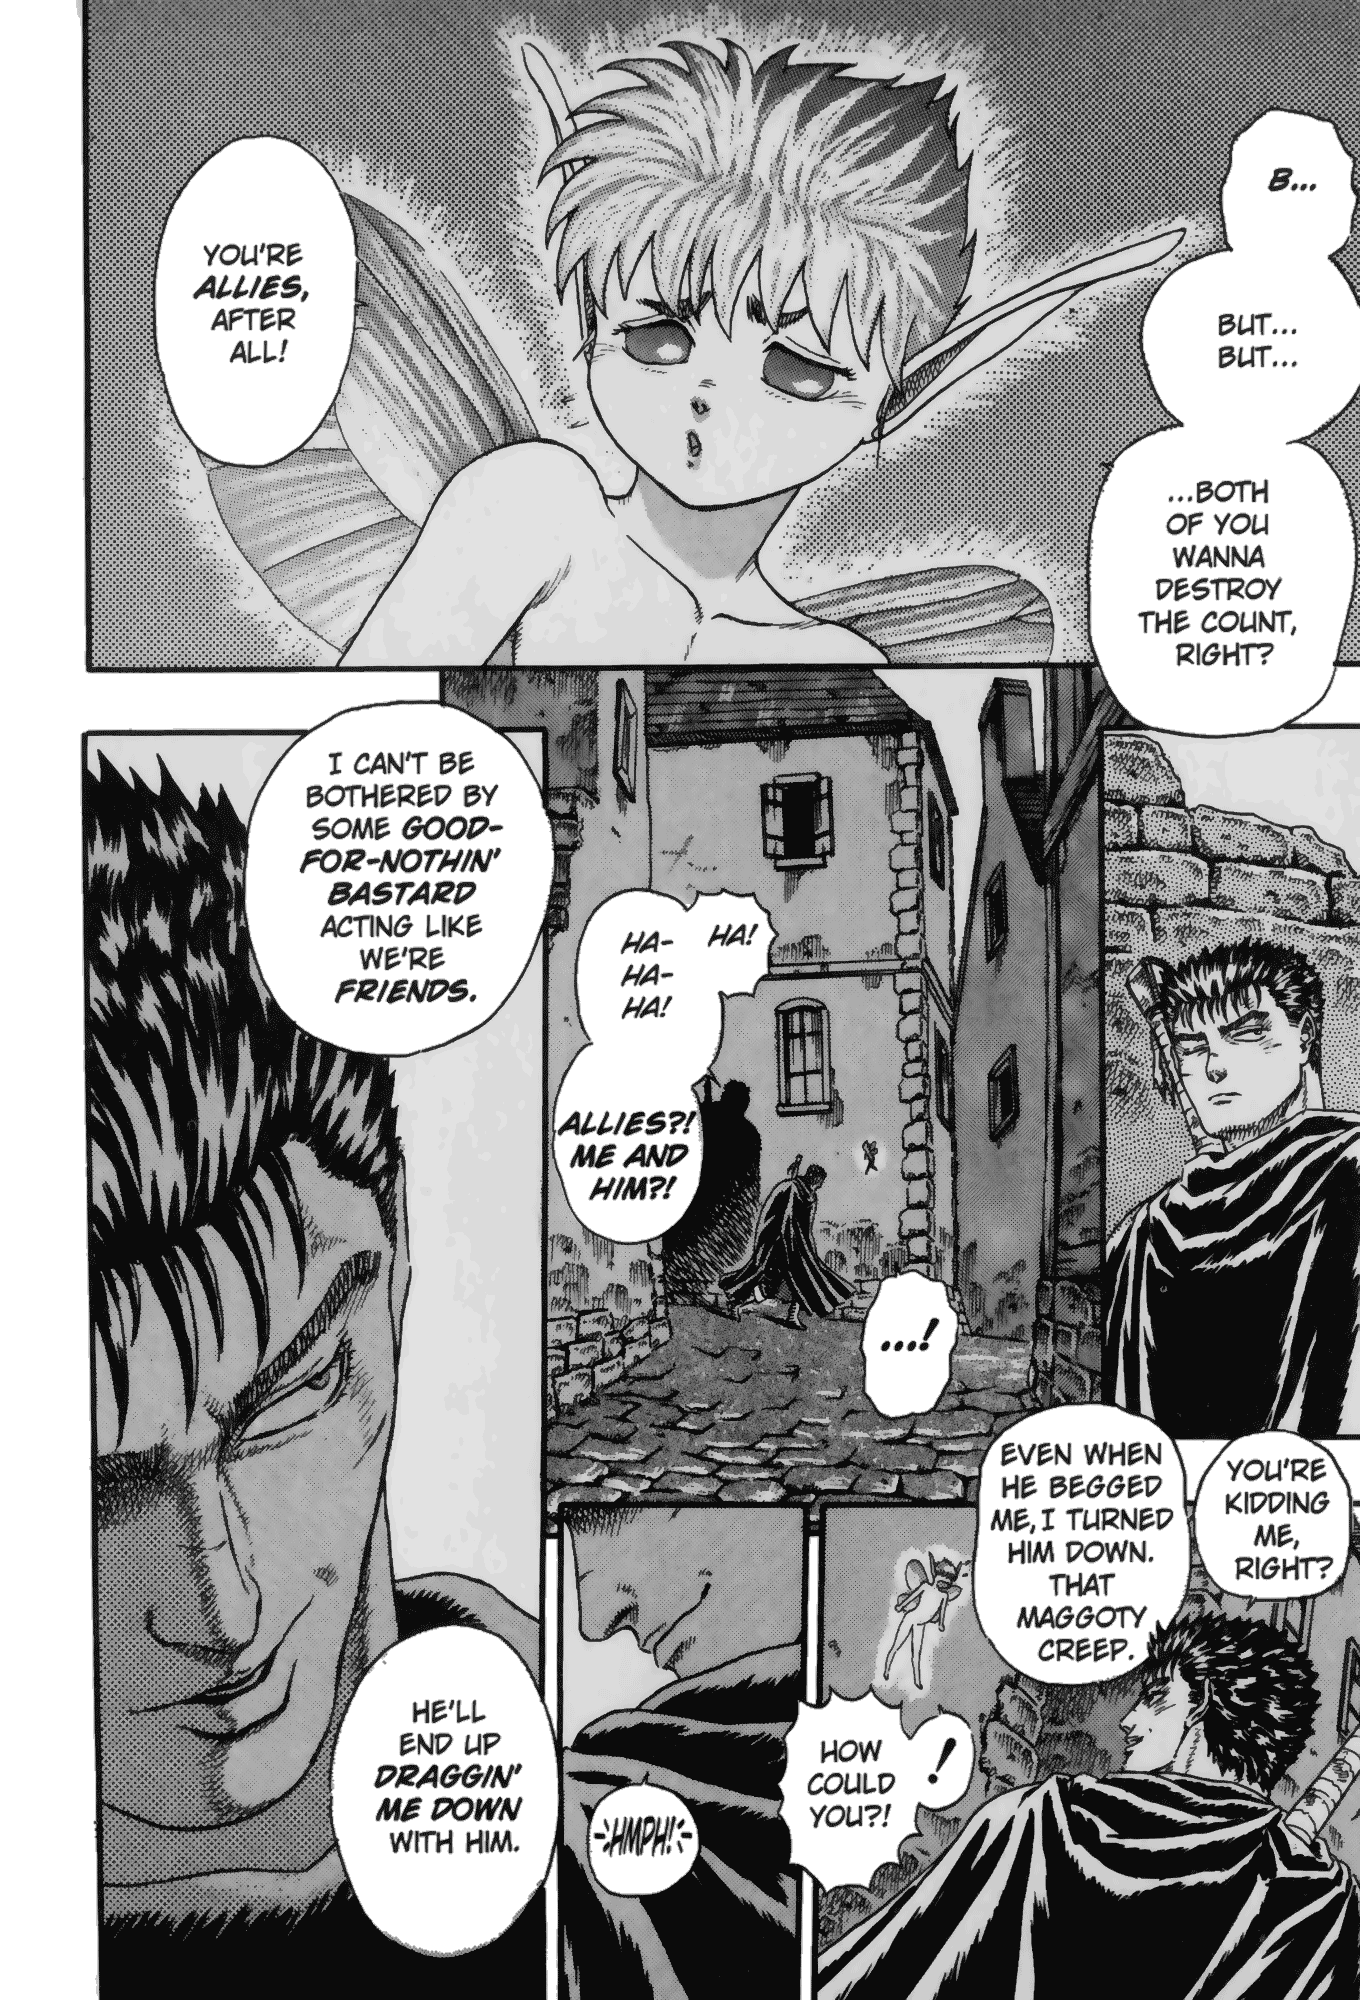 B...
BUT...
BUT...
...BOTH
OF YOU
WANNA
DESTROY
THE COUNT,
RIGHT?
YOU'RE
ALLIES,
AFTER
ALL!
...!
HA!
HA-
HA-
HA!
ALLIES?!
ME AND
HIM?!
I CAN'T BE
BOTHERED BY
SOME GOOD-
FOR-NOTHIN'
BASTARD
ACTING LIKE
WE'RE
FRIENDS.
YOU'RE
KIDDING
ME,
RIGHT?
EVEN WHEN
HE BEGGED
ME, I TURNED
HIM DOWN.
THAT
MAGGOTY
CREEP.
!
HOW
COULD
YOU?!
HMPH!
HE'LL
END UP
DRAGGIN'
ME DOWN
WITH HIM.